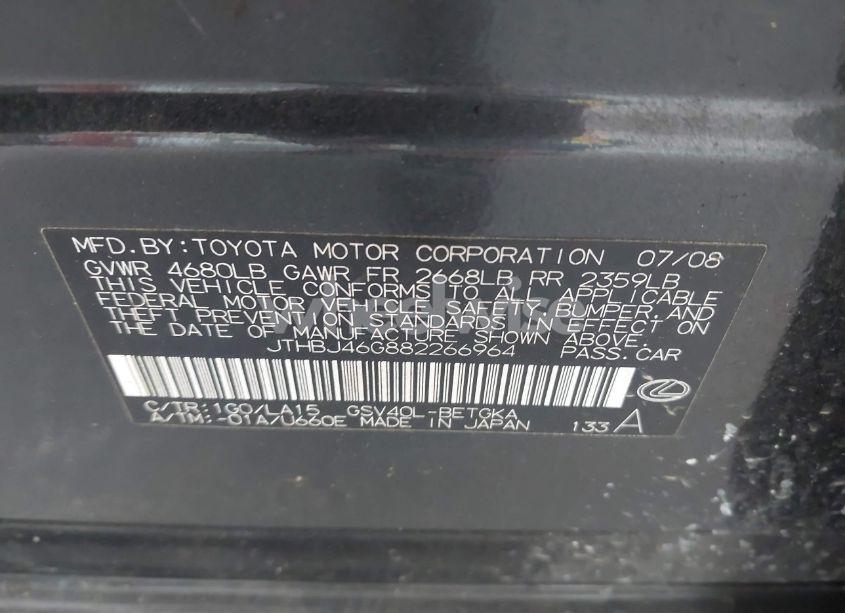 MFD.BY:TOYOTA MOTOR CORPORATION 07/08
GVWR 4680LB GAWR FR 2668LB RR 2359LB
THIS VEHICLE CONFORMS TO ALL APPLICABLE
FEDERAL MOTOR VEHICLE SAFETY, BUMPER, AND
THEFT PREVENTION STANDARDS IN EFFECT ON
THE DATE OF MANUFACTURE SHOWN ABOVE.
JTHBJ46G882266964 PASS.CAR
C/TR:1G0/LA15 GSV40L-BETGKA
A/TM:-01A/U660E MADE IN JAPAN 133 A